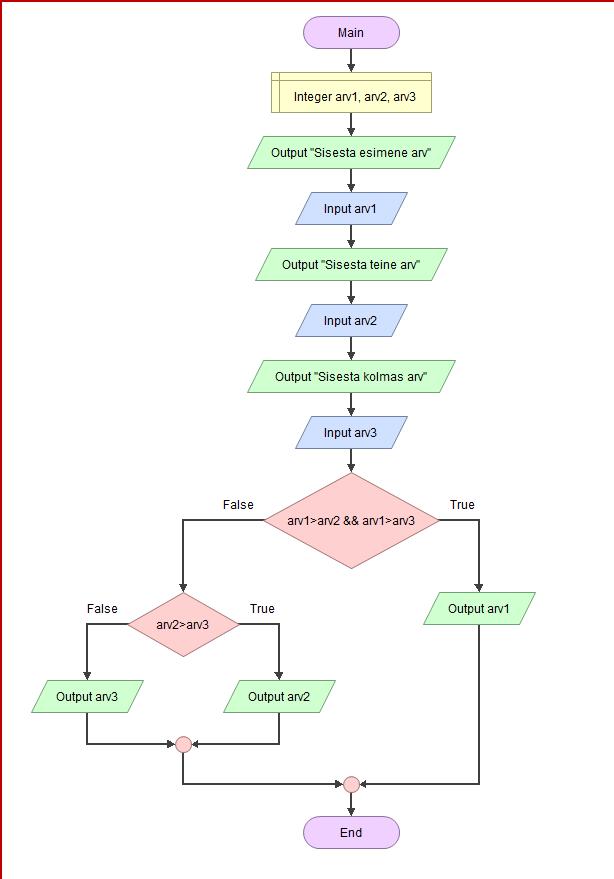 Main
Integer arv1, arv2, arv3
Output "Sisesta esimene arv"
Input arv1
Output "Sisesta teine arv"
Input arv2
Output "Sisesta kolmas arv"
Input arv3
False
True
arv1>arv2 && arv1>arv3
False
True
arv2>arv3
Output arv1
Output arv3
Output arv2
End